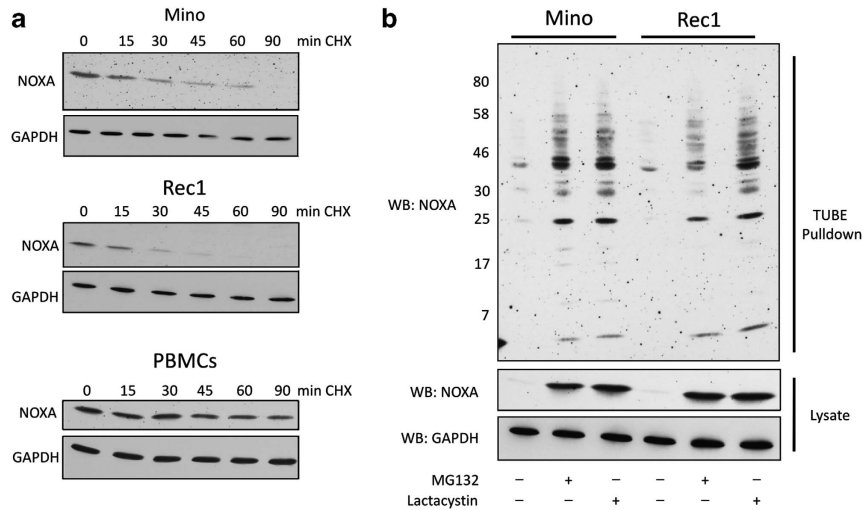 a
Mino
0 15 30 45 60 90 min CHX
NOXA
GAPDH
Rec1
0 15 30 45 60 90 min CHX
NOXA
GAPDH
PBMCs
0 15 30 45 60 90 min CHX
NOXA
GAPDH
b
Mino Rec1
80
58
46
30
25
17
7
WB: NOXA
TUBE
Pulldown
WB: NOXA
WB: GAPDH
Lysate
MG132 – + – – + –
Lactacystin – – + – – +